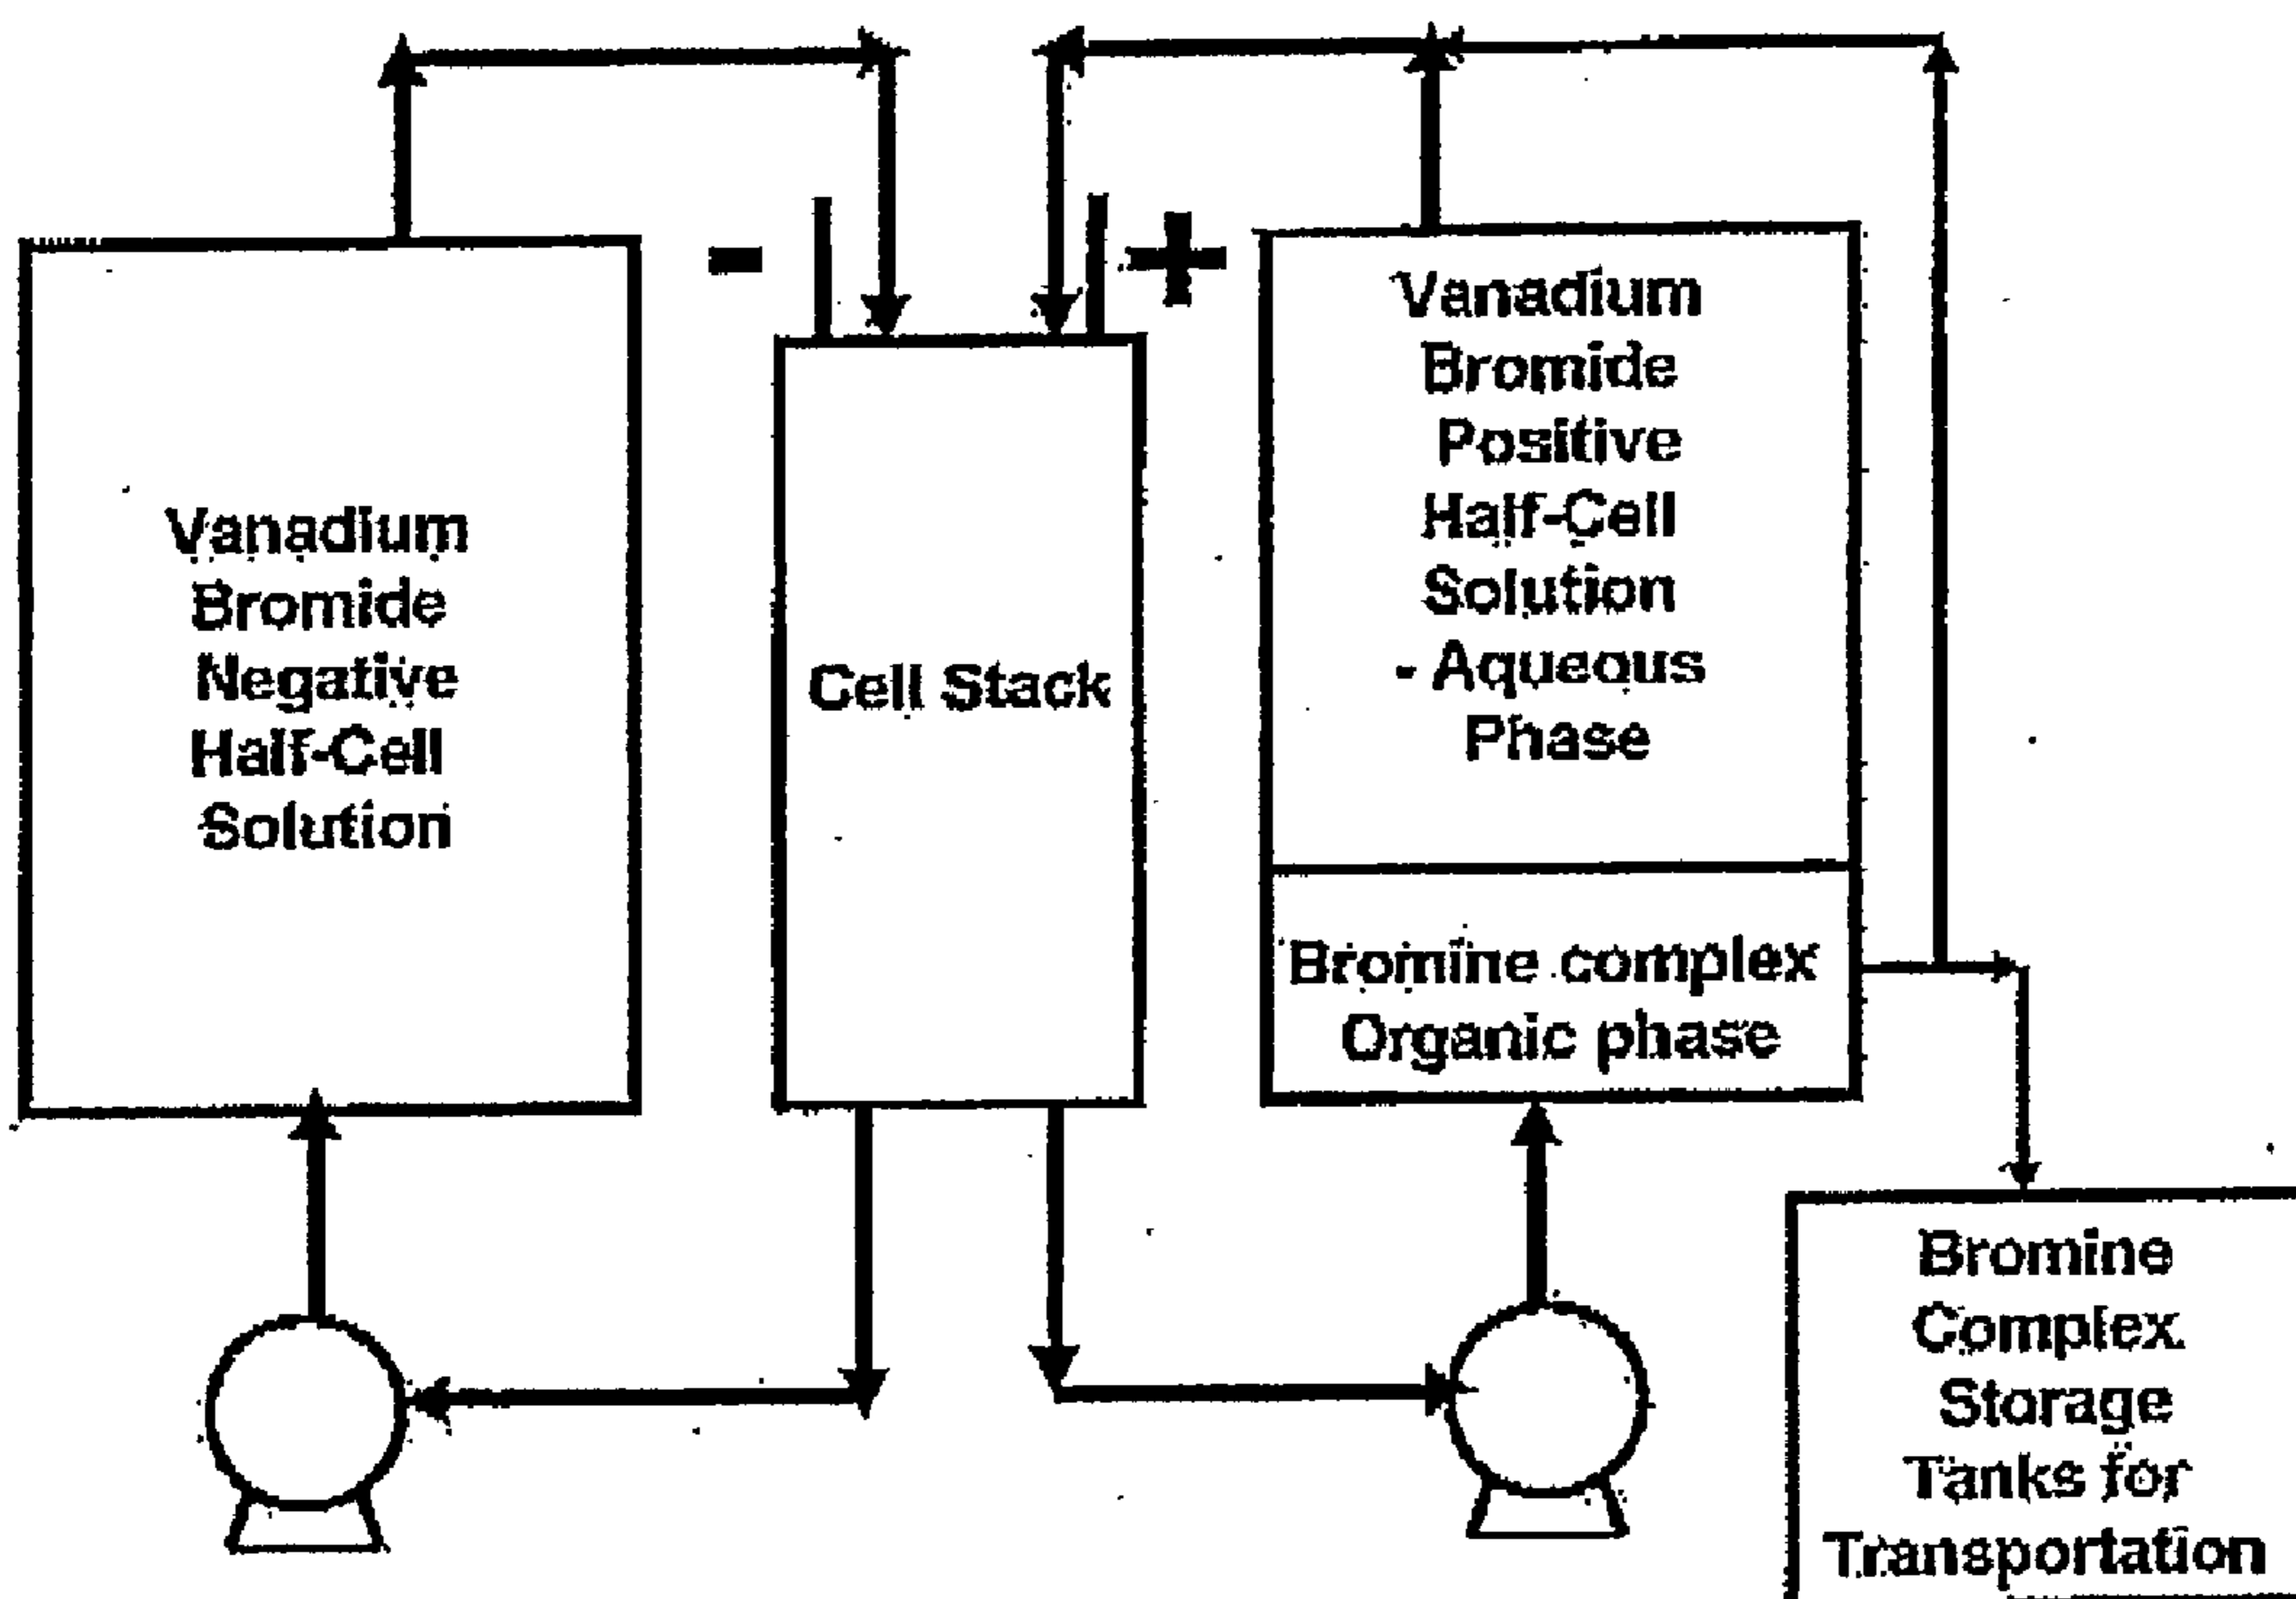 Vanadium
Bromide
Negative
Half-Cell
Solution
-
Cell Stack
+
Vanadium
Bromide
Positive
Half-Cell
Solution
- Aqueous
Phase
Bromine complex
Organic phase
Bromine
Complex
Storage
Tanks for
Transportation